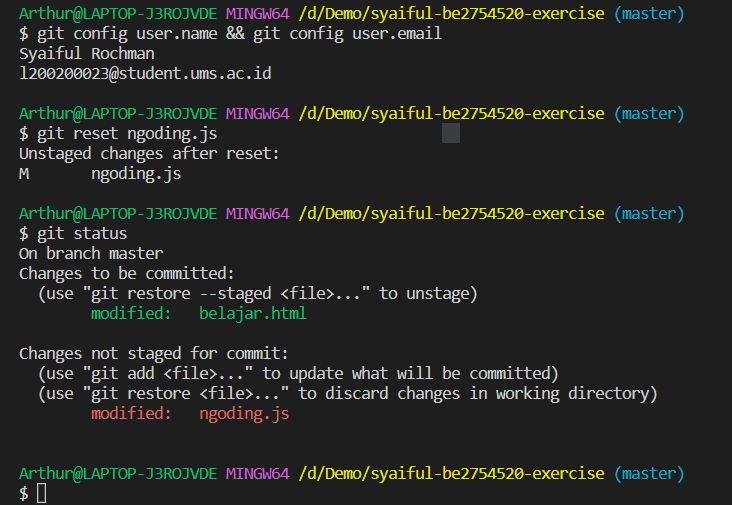 Arthur@LAPTOP-J3ROJVDE MINGW64 /d/Demo/syaiful-be2754520-exercise (master)
$ git config user.name && git config user.email
Syaiful Rochman
l200200023@student.ums.ac.id

Arthur@LAPTOP-J3ROJVDE MINGW64 /d/Demo/syaiful-be2754520-exercise (master)
$ git reset ngoding.js
Unstaged changes after reset:
M       ngoding.js

Arthur@LAPTOP-J3ROJVDE MINGW64 /d/Demo/syaiful-be2754520-exercise (master)
$ git status
On branch master
Changes to be committed:
  (use "git restore --staged <file>..." to unstage)
        modified:   belajar.html

Changes not staged for commit:
  (use "git add <file>..." to update what will be committed)
  (use "git restore <file>..." to discard changes in working directory)
        modified:   ngoding.js

Arthur@LAPTOP-J3ROJVDE MINGW64 /d/Demo/syaiful-be2754520-exercise (master)
$